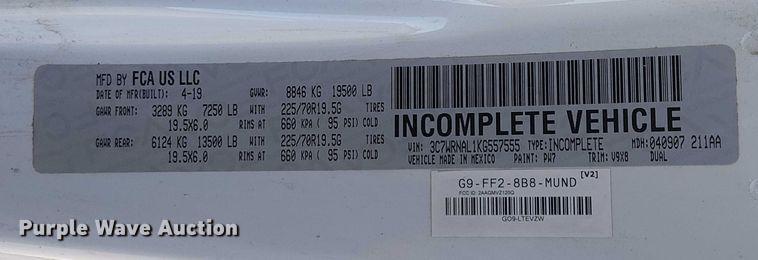 MFD BY FCA US LLC
DATE OF MFR(BUILT): 4-19 GVWR: 8846 KG 19500 LB
GAWR FRONT: 3289 KG 7250 LB WITH 225/70R19.5G TIRES
19.5X6.0 RIMS AT 660 KPA ( 95 PSI) COLD
GAWR REAR: 6124 KG 13500 LB WITH 225/70R19.5G TIRES
19.5X6.0 RIMS AT 660 KPA ( 95 PSI) COLD
INCOMPLETE VEHICLE
VIN: 3C7WRNAL1KG557555 TYPE: INCOMPLETE MDH: 040907 211AA
VEHICLE MADE IN MEXICO PAINT: PW7 TRIM: V9X8 DUAL
G9-FF2-8B8-MUND [V2]
FCC ID: 2AAGMVZ120Q
GO9-LTEVZW
Purple Wave Auction